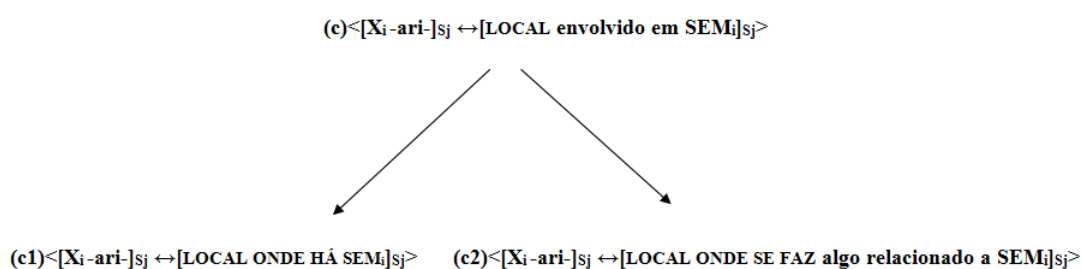 (c)<[Xi-ari-]sj ↔[LOCAL envolvido em SEMi]sj>
(c1)<[Xi-ari-]sj ↔[LOCAL ONDE HÁ SEMi]sj> (c2)<[Xi-ari-]sj ↔[LOCAL ONDE SE FAZ algo relacionado a SEMi]sj>